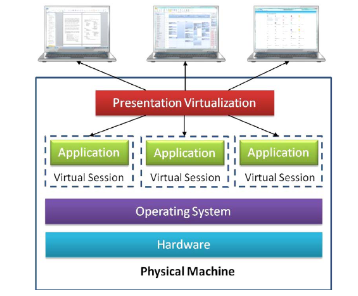 Presentation Virtualization
Application Application Application
Virtual Session Virtual Session Virtual Session
Operating System
Hardware
Physical Machine